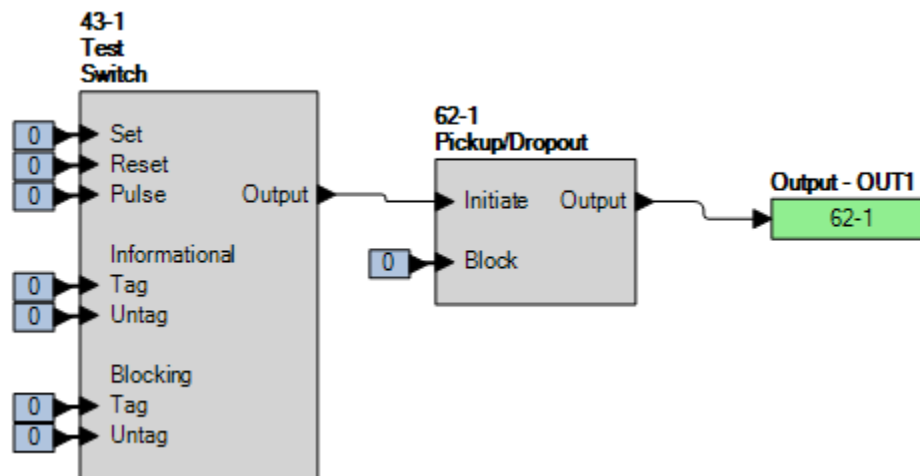 43-1
Test
Switch
0 Set
0 Reset
0 Pulse Output
Informational
0 Tag
0 Untag
Blocking
0 Tag
0 Untag
62-1
Pickup/Dropout
Initiate Output
0 Block
Output - OUT1
62-1